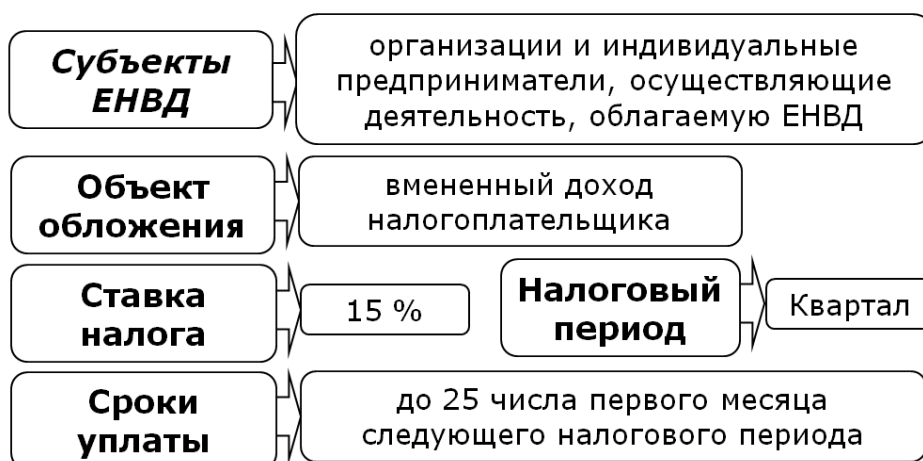 Субъекты
ЕНВД
организации и индивидуальные
предприниматели, осуществляющие
деятельность, облагаемую ЕНВД
Объект
обложения
вмененный доход
налогоплательщика
Ставка
налога
15 %
Налоговый
период
Квартал
Сроки
уплаты
до 25 числа первого месяца
следующего налогового периода